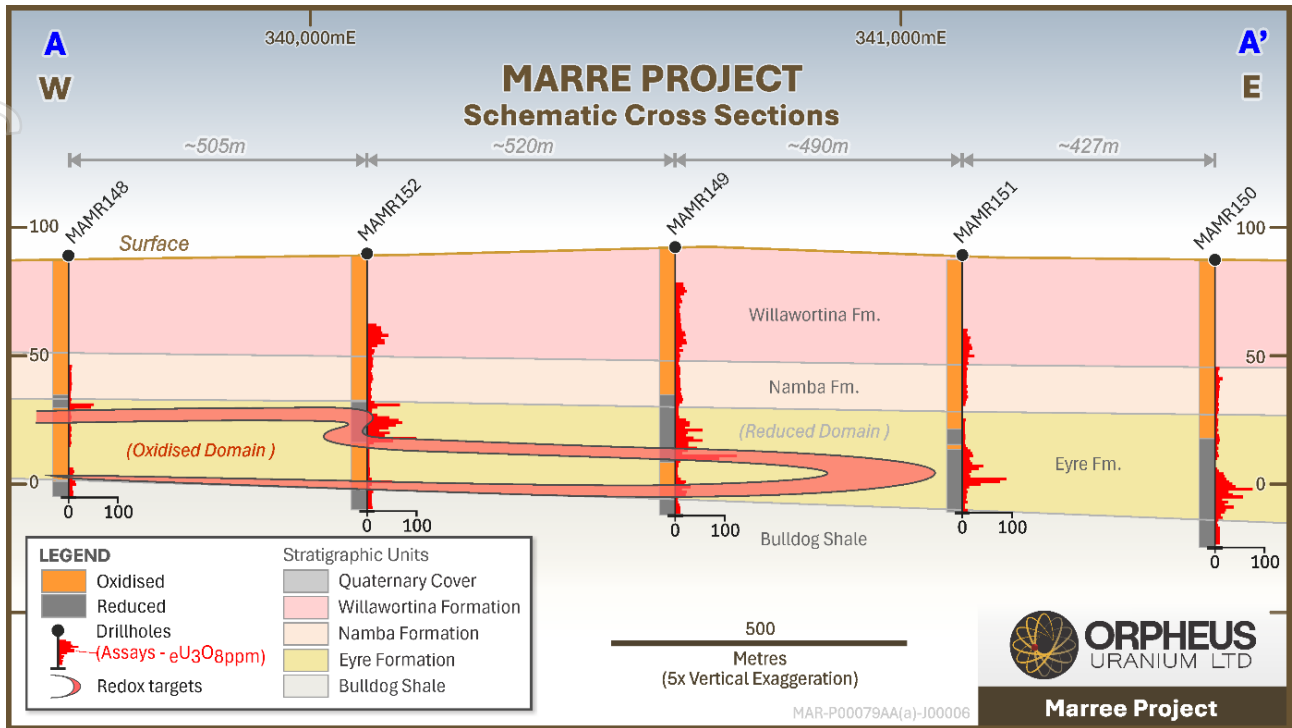 A
W
340,000mE
341,000mE
A'
E
MARRE PROJECT
Schematic Cross Sections
~505m
~520m
~490m
~427m
MAMR148
MAMR152
MAMR149
MAMR151
MAMR150
100
100
Surface
Willawortina Fm.
50
50
Namba Fm.
(Oxidised Domain )
(Reduced Domain )
Eyre Fm.
0
0
0 100
0 100
0 100
0 100
0 100
Bulldog Shale
LEGEND
Oxidised
Reduced
Drillholes
(Assays - eU3O8ppm)
Redox targets
Stratigraphic Units
Quaternary Cover
Willawortina Formation
Namba Formation
Eyre Formation
Bulldog Shale
500
Metres
(5x Vertical Exaggeration)
MAR-P00079AA(a)-J00006
ORPHEUS
URANIUM LTD
Marree Project